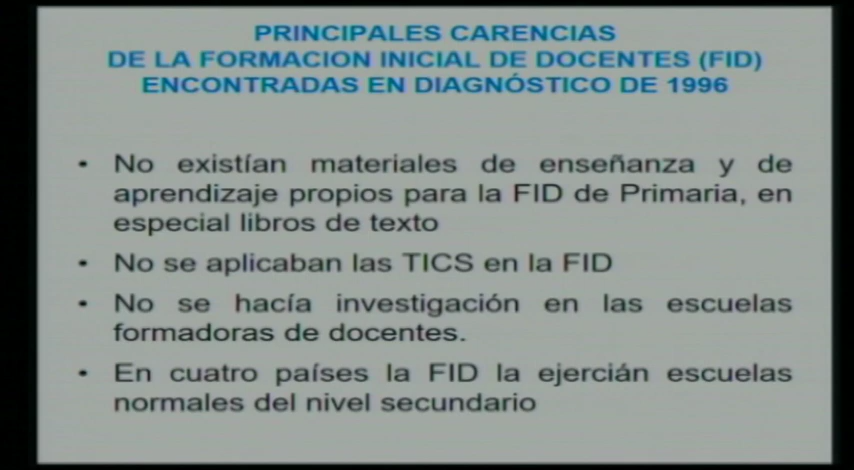 PRINCIPALES CARENCIAS
DE LA FORMACION INICIAL DE DOCENTES (FID)
ENCONTRADAS EN DIAGNÓSTICO DE 1996
• No existían materiales de enseñanza y de
aprendizaje propios para la FID de Primaria, en
especial libros de texto
• No se aplicaban las TICS en la FID
• No se hacía investigación en las escuelas
formadoras de docentes.
• En cuatro países la FID la ejercián escuelas
normales del nivel secundario